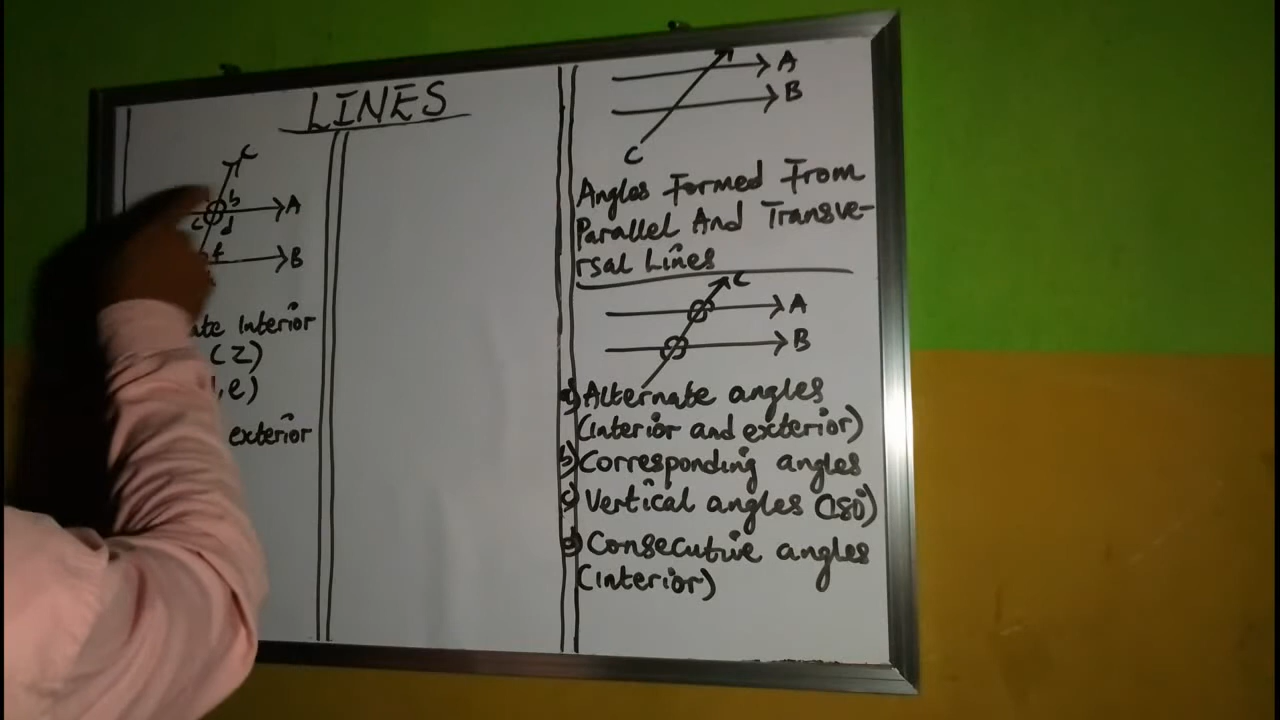 LINES
C
b A
c d
f B
Interior
(Z)
,e)
exterior
A
B
C
Angles Formed From
Parallel And Transve-
rsal Lines
C
A
B
a) Alternate angles
(interior and exterior)
b) Corresponding angles
c) Vertical angles (180°)
d) Consecutive angles
(interior)